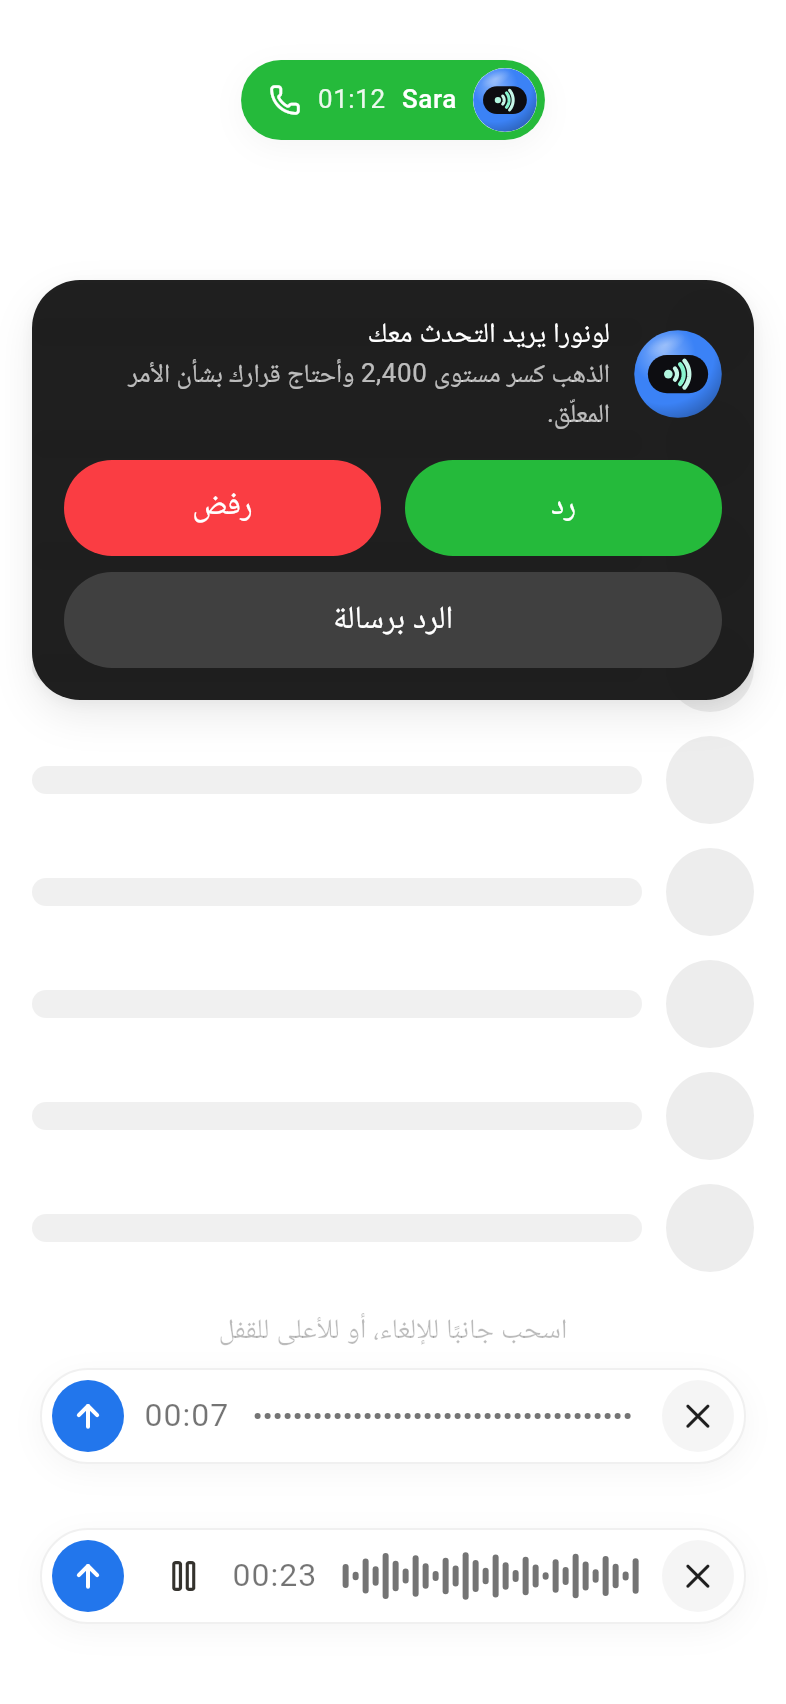 01:12 Sara
لونورا يريد التحدث معك
الذهب كسر مستوى 2,400 وأحتاج قرارك بشأن الأمر
المعلّق.
رد
رفض
الرد برسالة
اسحب جانبًا للإلغاء، أو للأعلى للقفل
00:07
00:23